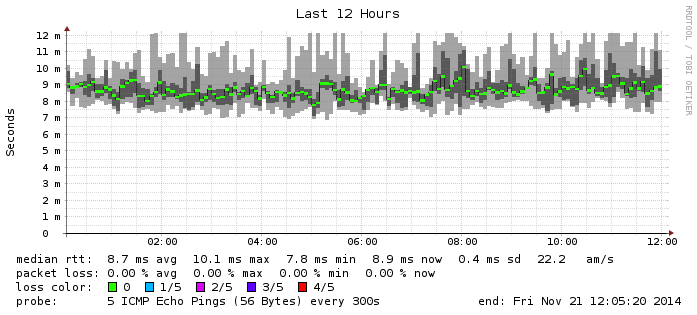 Last 12 Hours
RRDTOOL / TOBI OETIKER
Seconds
12 m
11 m
10 m
9 m
8 m
7 m
6 m
5 m
4 m
3 m
2 m
1 m
0
02:00 04:00 06:00 08:00 10:00 12:00
median rtt: 8.7 ms avg 10.1 ms max 7.8 ms min 8.9 ms now 0.4 ms sd 22.2 am/s
packet loss: 0.00 % avg 0.00 % max 0.00 % min 0.00 % now
loss color: 0 1/5 2/5 3/5 4/5
probe: 5 ICMP Echo Pings (56 Bytes) every 300s end: Fri Nov 21 12:05:20 2014